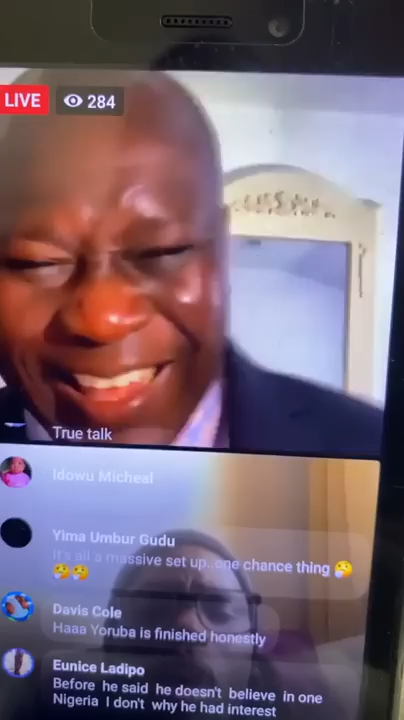 LIVE
284
True talk
Idowu Micheal
Yima Umbur Gudu
It's all a massive set up..one chance thing 🤔
🤔🤔
Davis Cole
Haaa Yoruba is finished honestly
Eunice Ladipo
Before he said he doesn't believe in one
Nigeria I don't why he had interest